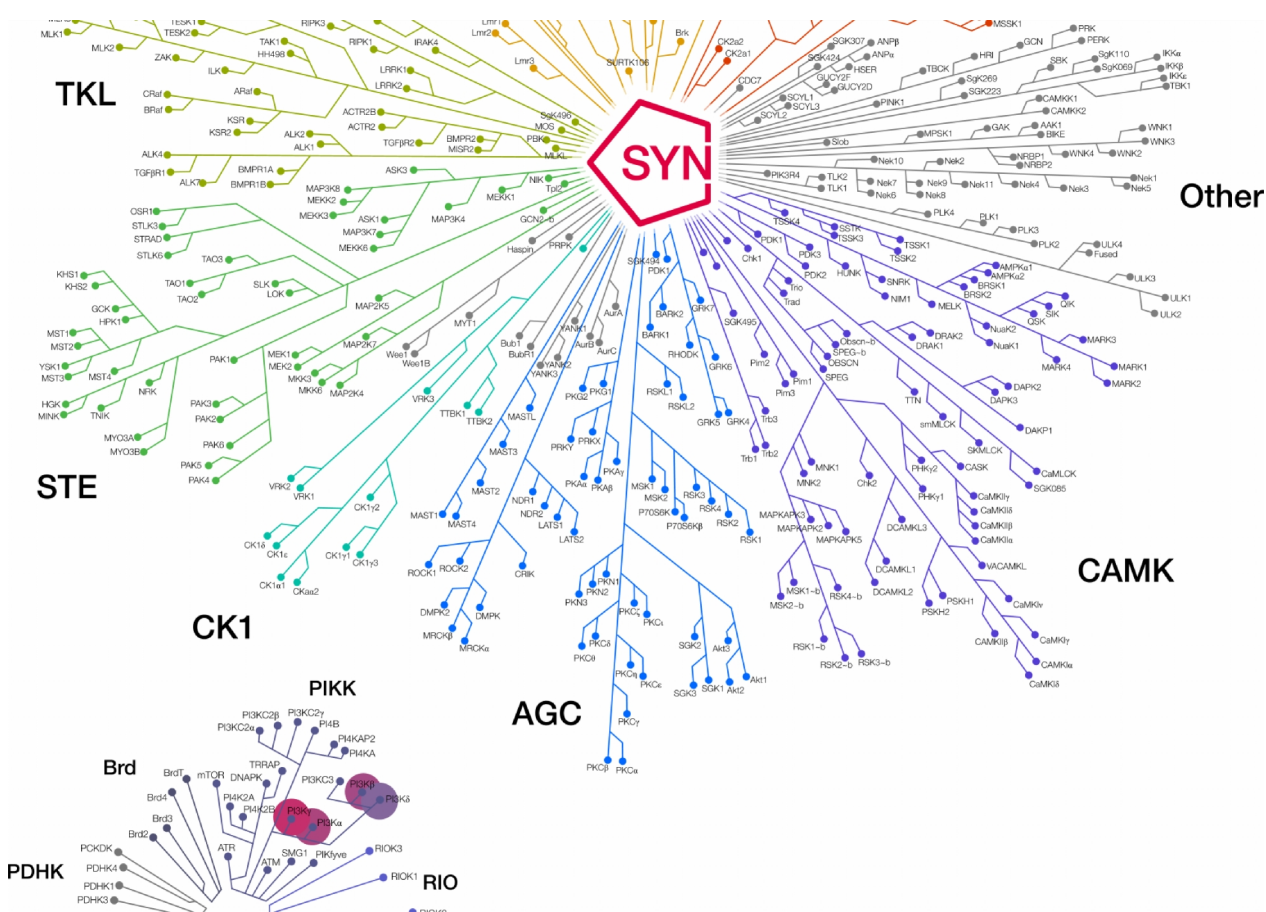 TESK1
TESK2
MLK1
MLK2
ZAK
RIPK3
TAK1
HH498
RIPK1
IRAK4
ILK
LRRK1
LRRK2
TKL
CRaf
BRaf
ARaf
KSR
KSR2
ACTR2B
ACTR2
TGFβR2
BMPR2
MISR2
ALK2
ALK1
ALK4
TGFβR1
ALK7
BMPR1A
BMPR1B
Lmr1
Lmr2
Lmr3
SURTK106
Brk
CK2a2
CK2a1
MSSK1
CDC7
SgK496
MOS
PBK
MLKL
SYN
SGK307
SGK424
ANPβ
ANPα
HSER
GUCY2F
GUCY2D
SCYL1
SCYL3
SCYL2
PINK1
TBCK
HRI
GCN
PRK
PERK
SgK269
SGK223
SBK
SgK110
SgK069
IKKα
IKKβ
IKKε
TBK1
CAMKK1
CAMKK2
Slob
MPSK1
GAK
AAK1
BIKE
WNK1
WNK3
WNK4
WNK2
NRBP1
NRBP2
PIK3R4
TLK2
TLK1
Nek10
Nek2
Nek7
Nek6
Nek9
Nek8
Nek11
Nek4
Nek3
Nek1
Nek5
Other
PLK4
PLK1
PLK3
PLK2
ULK4
Fused
ULK3
ULK1
ULK2
ASK3
MAP3K8
MEKK2
MEKK3
ASK1
MAP3K7
MEKK6
MAP3K4
MEKK1
NIK
Tpl2
GCN2~b
Haspin
PRPK
OSR1
STLK3
STRAD
STLK6
TAO3
TAO1
TAO2
SLK
LOK
KHS1
KHS2
GCK
HPK1
MST1
MST2
YSK1
MST3
MST4
HGK
MINK
TNIK
NRK
MYO3A
MYO3B
PAK1
PAK3
PAK2
PAK6
PAK5
PAK4
MEK1
MEK2
MKK3
MKK6
MAP2K4
MAP2K7
MAP2K5
STE
MYT1
Wee1
Wee1B
Bub1
BubR1
AurA
YANK1
AurB
AurC
YANK2
YANK3
VRK3
TTBK1
TTBK2
VRK2
VRK1
CK1γ2
CK1δ
CK1ε
CK1γ1
CK1γ3
CK1α1
CKaα2
CK1
SGK494
PDK1
BARK2
BARK1
GRK7
RHODK
GRK6
GRK5
GRK4
RSKL1
RSKL2
PKG2
PKG1
PRKY
PRKX
PKAγ
PKAα
PKAβ
MASTL
MAST3
MAST2
MAST1
MAST4
NDR1
NDR2
LATS1
LATS2
ROCK1
ROCK2
CRIK
DMPK2
DMPK
MRCKβ
MRCKα
MSK1
MSK2
P70S6K
P70S6Kβ
RSK3
RSK4
RSK2
RSK1
PKN1
PKN2
PKN3
PKCζ
PKCι
PKCδ
PKCθ
PKCη
PKCε
PKCγ
PKCβ
PKCα
SGK2
SGK3
SGK1
Akt3
Akt2
Akt1
AGC
TSSK4
SSTK
TSSK3
TSSK1
TSSK2
PDK1
Chk1
PDK3
PDK2
HUNK
SNRK
NIM1
Trio
Trad
MELK
AMPKα1
AMPKα2
BRSK1
BRSK2
QIK
SIK
QSK
NuaK2
NuaK1
MARK3
MARK4
MARK1
MARK2
SGK495
Pim2
Pim1
Pim3
Trb3
Trb1
Trb2
Obscn~b
SPEG~b
OBSCN
SPEG
DRAK2
DRAK1
TTN
smMLCK
SKMLCK
DAPK2
DAPK3
DAKP1
CaMLCK
SGK085
MNK1
MNK2
MAPKAPK3
MAPKAPK2
MAPKAPK5
MSK1~b
MSK2~b
RSK4~b
RSK1~b
RSK2~b
RSK3~b
Chk2
PHKγ2
PHKγ1
CASK
CaMKIIγ
CaMKIIδ
CaMKIIβ
CaMKIIa
DCAMKL3
DCAMKL1
DCAMKL2
VACAMKL
PSKH1
PSKH2
CaMKIv
CAMKIIβ
CaMKIγ
CAMKIα
CaMKIδ
CAMK
PIKK
PI3KC2β
PI3KC2γ
PI3KC2α
PI4B
PI4KAP2
PI4KA
Brd
BrdT
mTOR
TRRAP
DNAPK
PI3KC3
PI3Kβ
PI3Kδ
Brd4
PI4K2A
PI4K2B
PI3Kγ
PI3Kα
Brd3
Brd2
ATR
ATM
SMG1
PIKfyve
PCKDK
PDHK4
PDHK1
PDHK3
PDHK
RIOK3
RIOK1
RIO